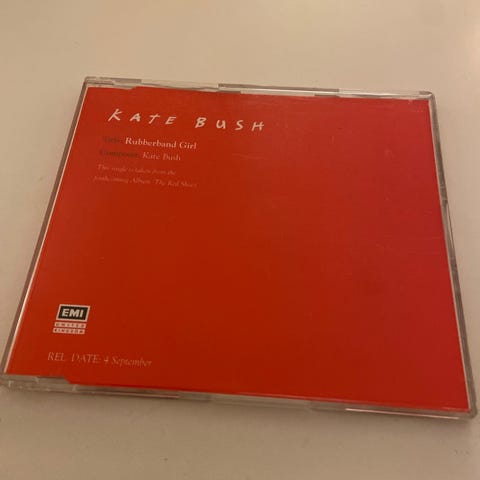 KATE BUSH
Title: Rubberband Girl
Composer: Kate Bush
This single is taken from the
forthcoming Album 'The Red Shoes'
EMI
UNITED
KINGDOM
REL. DATE: 4 September